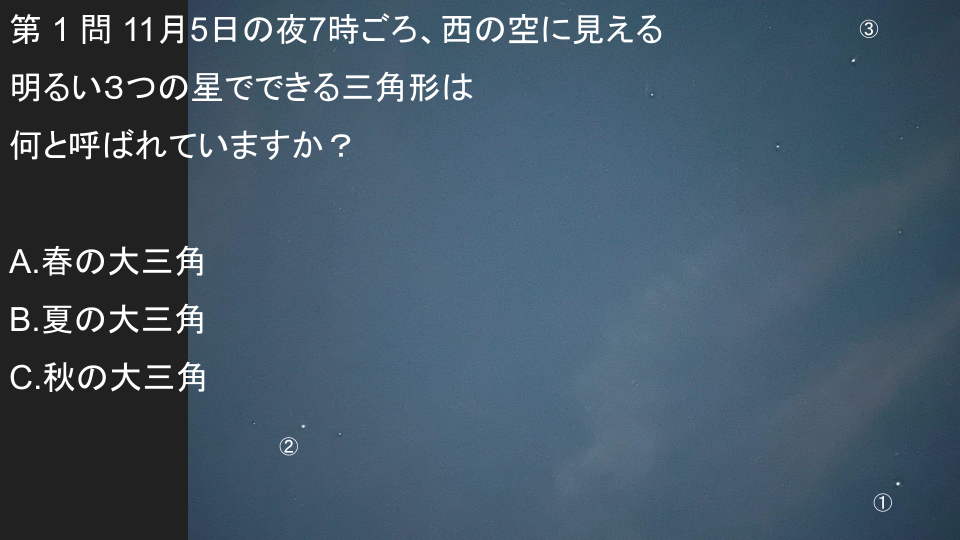 第 1 問 11月5日の夜7時ごろ、西の空に見える
明るい３つの星でできる三角形は
何と呼ばれていますか？
A.春の大三角
B.夏の大三角
C.秋の大三角
③
②
①